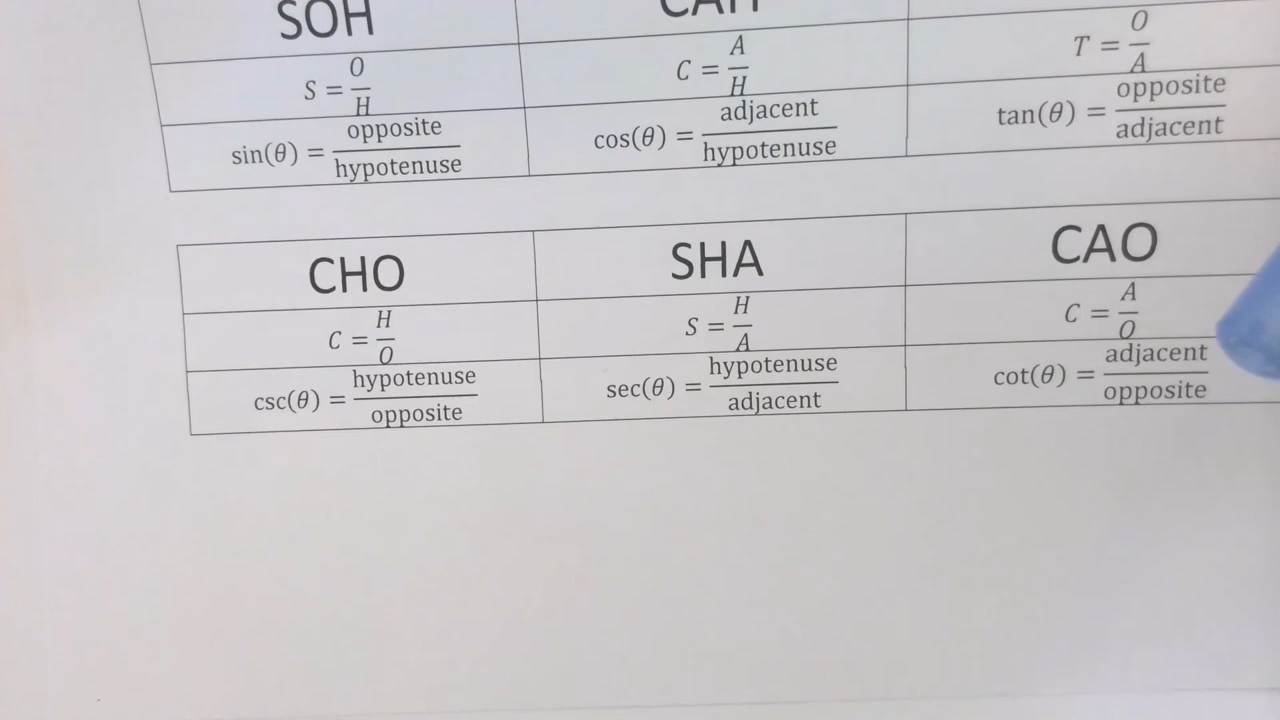 SOH CAH
S = O/H C = A/H T = O/A
sin(θ) = opposite/hypotenuse cos(θ) = adjacent/hypotenuse tan(θ) = opposite/adjacent
CHO SHA CAO
C = H/O S = H/A C = A/O
csc(θ) = hypotenuse/opposite sec(θ) = hypotenuse/adjacent cot(θ) = adjacent/opposite